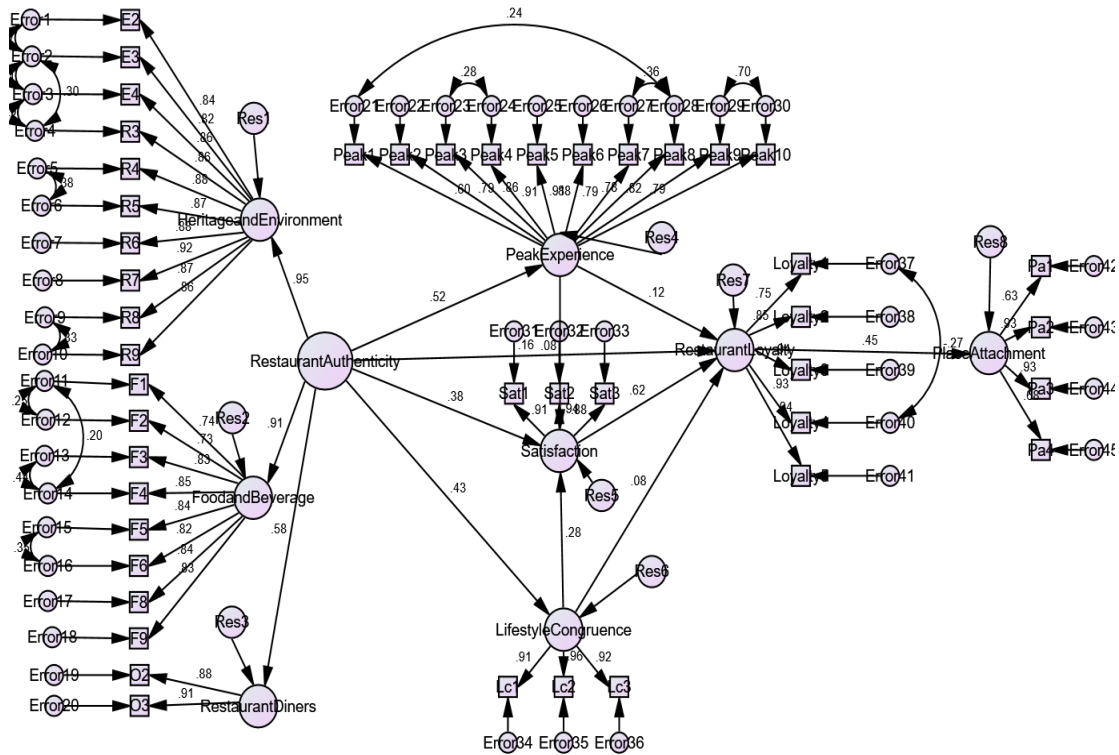 Error1
E2
.24
Error2
E3
Error3
E4
.30
Error4
R3
.84
.82
.86
.86
.88
.87
.88
.92
.87
.86
Res1
.28
.36
.70
Error21
Error22
Error23
Error24
Error25
Error26
Error27
Error28
Error29
Error30
Peak1
Peak2
Peak3
Peak4
Peak5
Peak6
Peak7
Peak8
Peak9
Peak10
.60
.79
.86
.91
.79
.78
.82
.79
Error5
R4
.38
Error6
R5
HeritageandEnvironment
Error7
R6
Error8
R7
Error9
R8
Error10
R9
PeakExperience
Res4
Res7
Res8
.95
.52
.12
Loyalty
Error37
Error38
Error39
Error40
Error41
.75
.85
.93
Pa1
Error42
Pa2
Error43
Pa3
Error44
Pa4
Error45
.63
.93
.93
RestaurantAuthenticity
.16
.08
RestaurantLoyalty
.45
-.27
PlaceAttachment
Error31
Error32
Error33
Sat1
Sat2
Sat3
.91
.88
.38
.62
Satisfaction
Res5
Error11
F1
Error12
F2
.20
Error13
F3
Error14
F4
Error15
F5
Error16
F6
Error17
F8
Error18
F9
.74
.73
.83
.85
.84
.82
.84
.83
Res2
.91
FoodandBeverage
.58
.43
.28
.08
Res6
LifestyleCongruence
.91
.96
.92
Lc1
Lc2
Lc3
Error34
Error35
Error36
Res3
Error19
O2
.88
Error20
O3
.91
RestaurantDiners